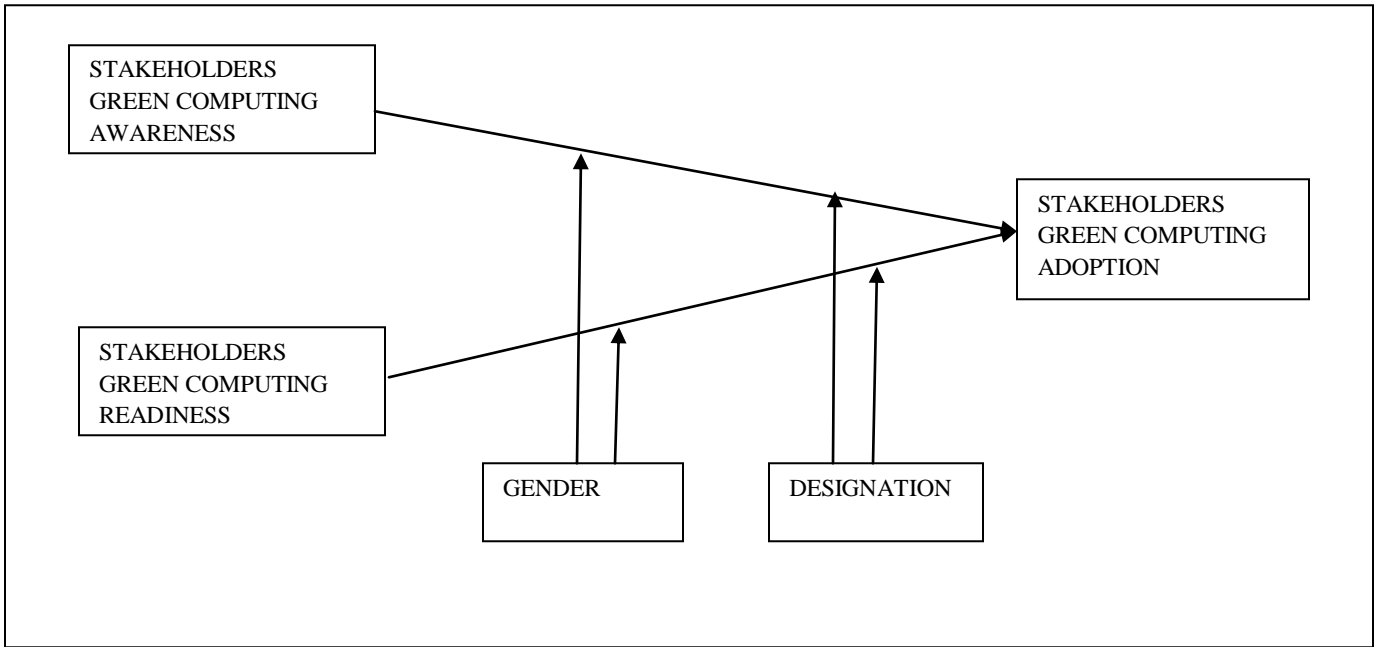 STAKEHOLDERS
GREEN COMPUTING
AWARENESS
STAKEHOLDERS
GREEN COMPUTING
ADOPTION
STAKEHOLDERS
GREEN COMPUTING
READINESS
GENDER
DESIGNATION